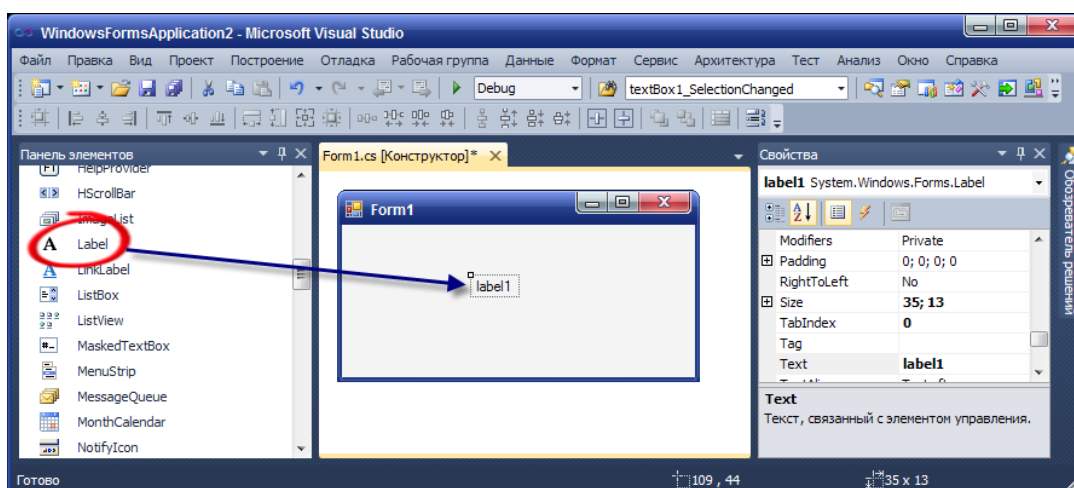 WindowsFormsApplication2 - Microsoft Visual Studio
Файл Правка Вид Проект Построение Отладка Рабочая группа Данные Формат Сервис Архитектура Тест Анализ Окно Справка
Debug textBox1_SelectionChanged
Панель элементов
HelpProvider
HScrollBar
ImageList
A Label
A LinkLabel
ListBox
ListView
MaskedTextBox
MenuStrip
MessageQueue
MonthCalendar
NotifyIcon
Form1.cs [Конструктор]*
Form1
label1
Свойства
label1 System.Windows.Forms.Label
Modifiers Private
Padding 0; 0; 0; 0
RightToLeft No
Size 35; 13
TabIndex 0
Tag
Text label1
Text
Текст, связанный с элементом управления.
Обозреватель решений
Готово 109 , 44 35 x 13